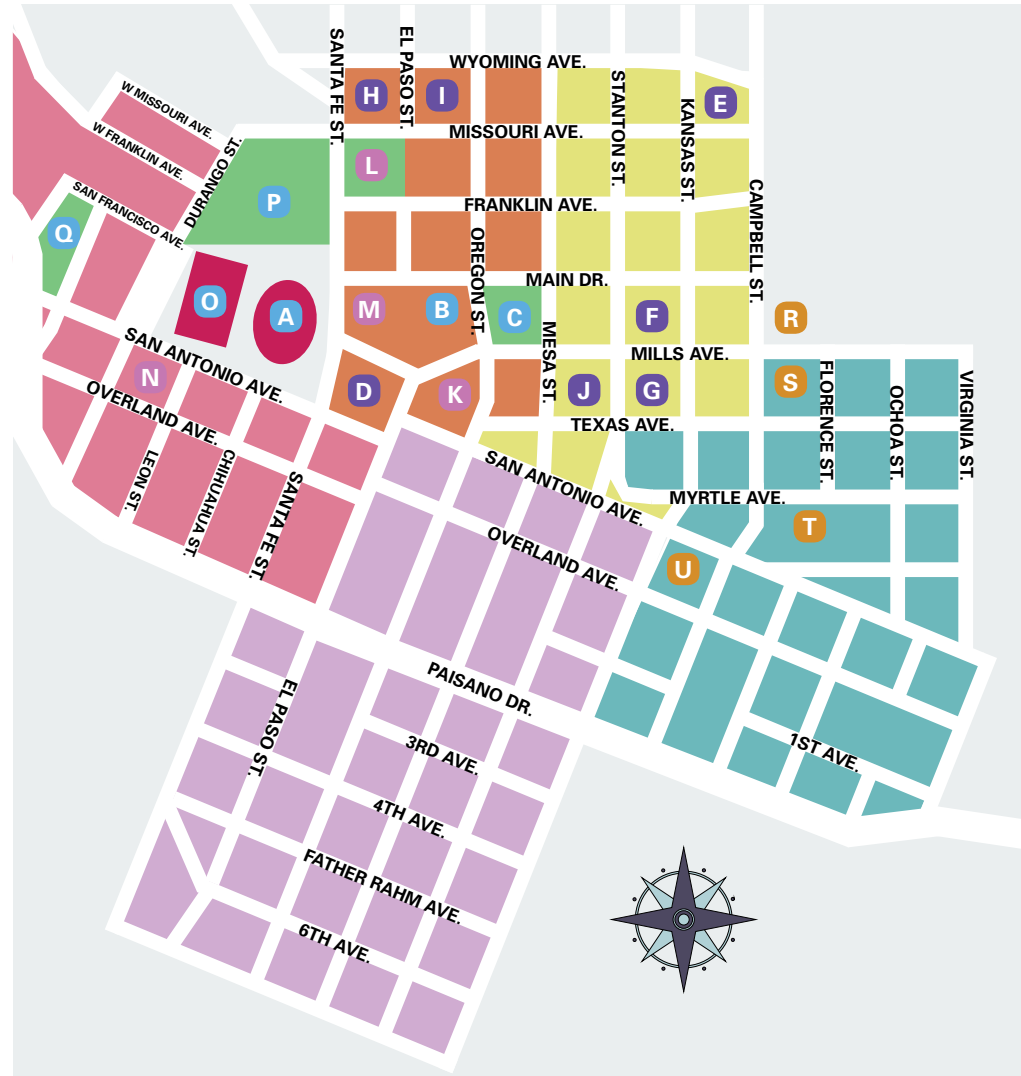 SANTA FE ST.
EL PASO ST.
WYOMING AVE.
H
I
STANTON ST.
KANSAS ST.
E
W MISSOURI AVE.
W FRANKLIN AVE.
DURANGO ST.
MISSOURI AVE.
L
P
SAN FRANCISCO AVE.
Q
FRANKLIN AVE.
CAMPBELL ST.
OREGON ST.
MAIN DR.
O
A
M
B
C
MESA ST.
F
R
MILLS AVE.
SAN ANTONIO AVE.
N
OVERLAND AVE.
D
K
J
G
S
FLORENCE ST.
OCHOA ST.
VIRGINIA ST.
TEXAS AVE.
LEON ST.
CHIHUAHUA ST.
SANTA FE ST.
SAN ANTONIO AVE.
MYRTLE AVE.
T
OVERLAND AVE.
U
PAISANO DR.
EL PASO ST.
3RD AVE.
1ST AVE.
4TH AVE.
FATHER RAHM AVE.
6TH AVE.